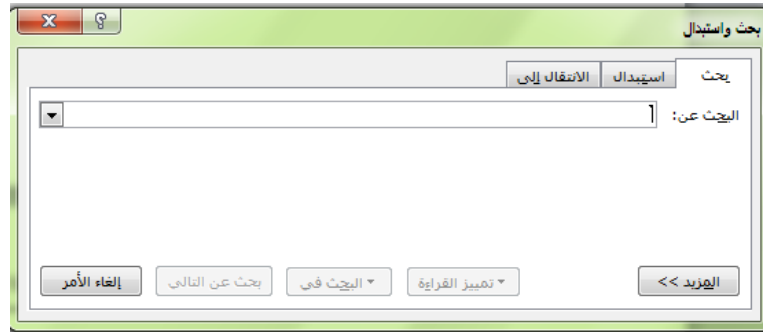 بحث واستبدال
بحث استبدال الانتقال إلى
البحث عن:
المزيد >> تمييز القراءة البحث في بحث عن التالي إلغاء الأمر